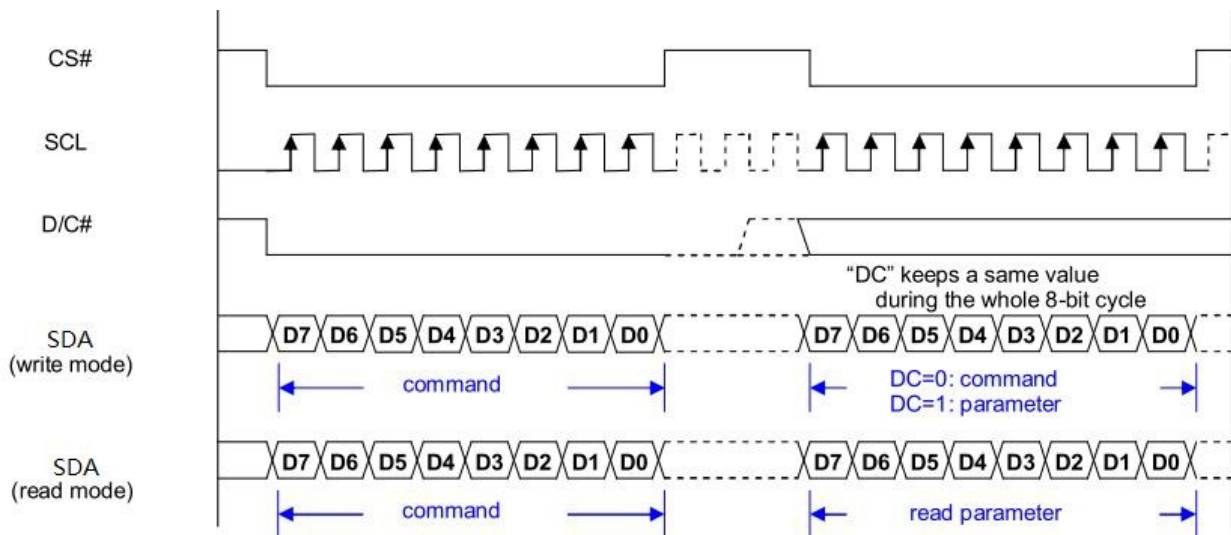 CS#
SCL
D/C#
"DC" keeps a same value
during the whole 8-bit cycle
SDA
(write mode)
D7 D6 D5 D4 D3 D2 D1 D0 D7 D6 D5 D4 D3 D2 D1 D0
command
DC=0: command
DC=1: parameter
SDA
(read mode)
D7 D6 D5 D4 D3 D2 D1 D0 D7 D6 D5 D4 D3 D2 D1 D0
command read parameter